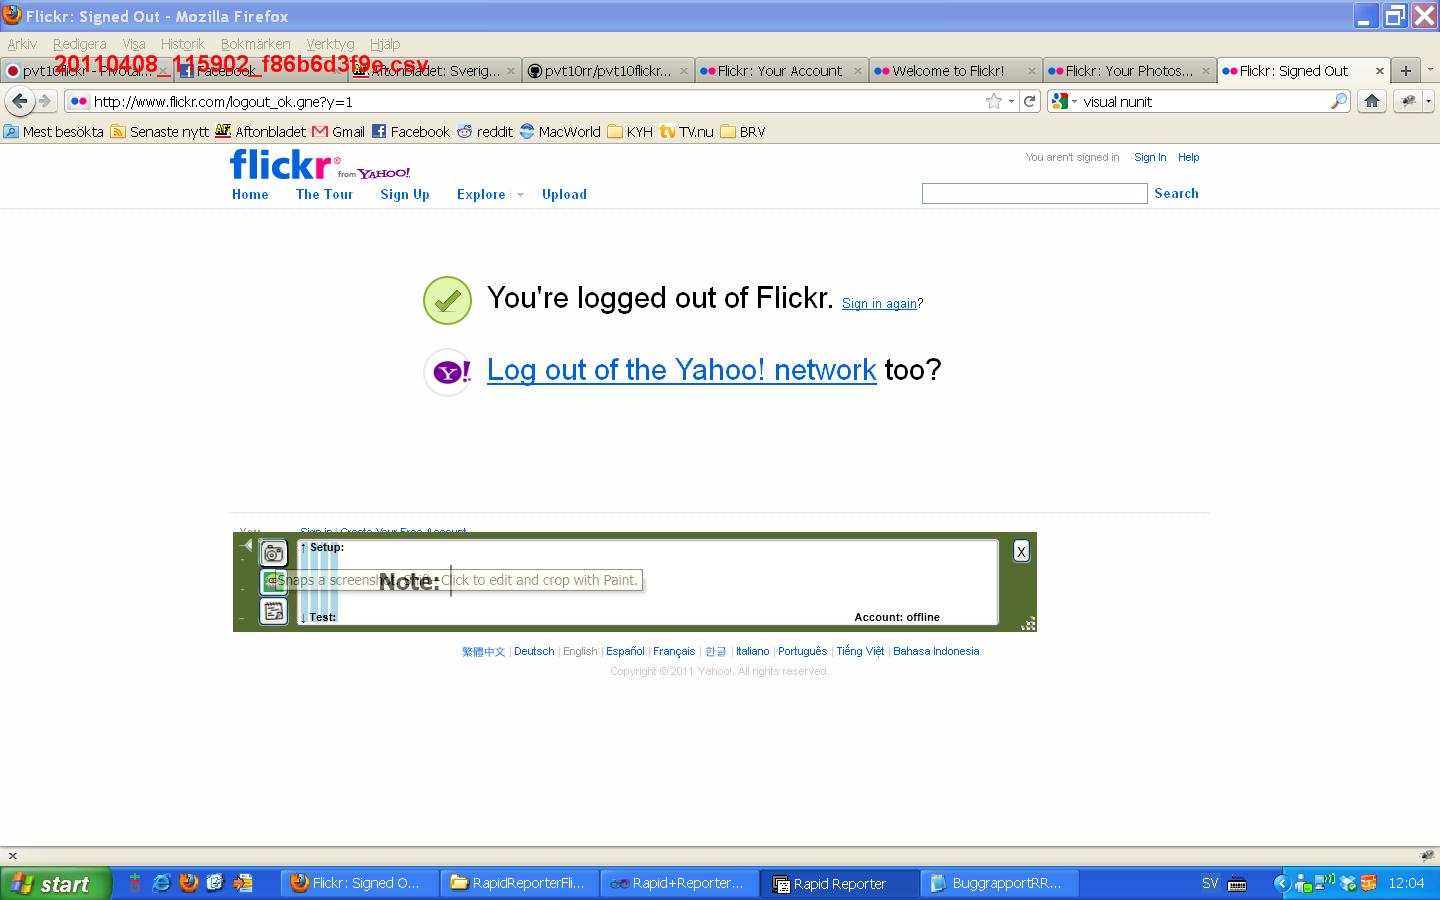 Flickr: Signed Out - Mozilla Firefox
Arkiv Redigera Visa Historik Bokmärken Verktyg Hjälp
20110408_115902_f86b6d3f9e.csv
pvt10flickr - Pivotal... Facebook Aftonbladet: Sverig... pvt10rr/pvt10flickr... Flickr: Your Account Welcome to Flickr! Flickr: Your Photos... Flickr: Signed Out
http://www.flickr.com/logout_ok.gne?y=1 visual nunit
Mest besökta Senaste nytt Aftonbladet Gmail Facebook reddit MacWorld KYH TV.nu BRV
flickr® from YAHOO!
You aren't signed in Sign In Help
Home The Tour Sign Up Explore Upload Search
You're logged out of Flickr. Sign in again?
Y! Log out of the Yahoo! network too?
You Sign in | Create Your Free Account
↑ Setup: X
Snaps a screenshot. Shift-Click to edit and crop with Paint.
Note:
↓ Test: Account: offline
繁體中文 | Deutsch | English | Español | Français | 한글 | Italiano | Português | Tiếng Việt | Bahasa Indonesia
Copyright © 2011 Yahoo!. All rights reserved.
x
start Flickr: Signed O... RapidReporterFli... Rapid+Reporter... Rapid Reporter BuggrapportRR... SV 12:04